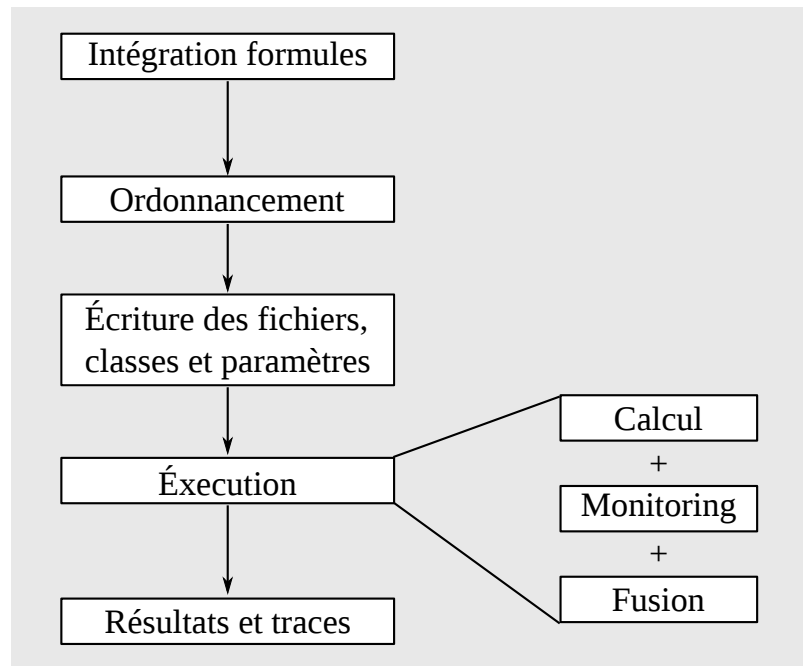 Intégration formules
Ordonnancement
Écriture des fichiers,
classes et paramètres
Éxecution
Résultats et traces
Calcul
+
Monitoring
+
Fusion